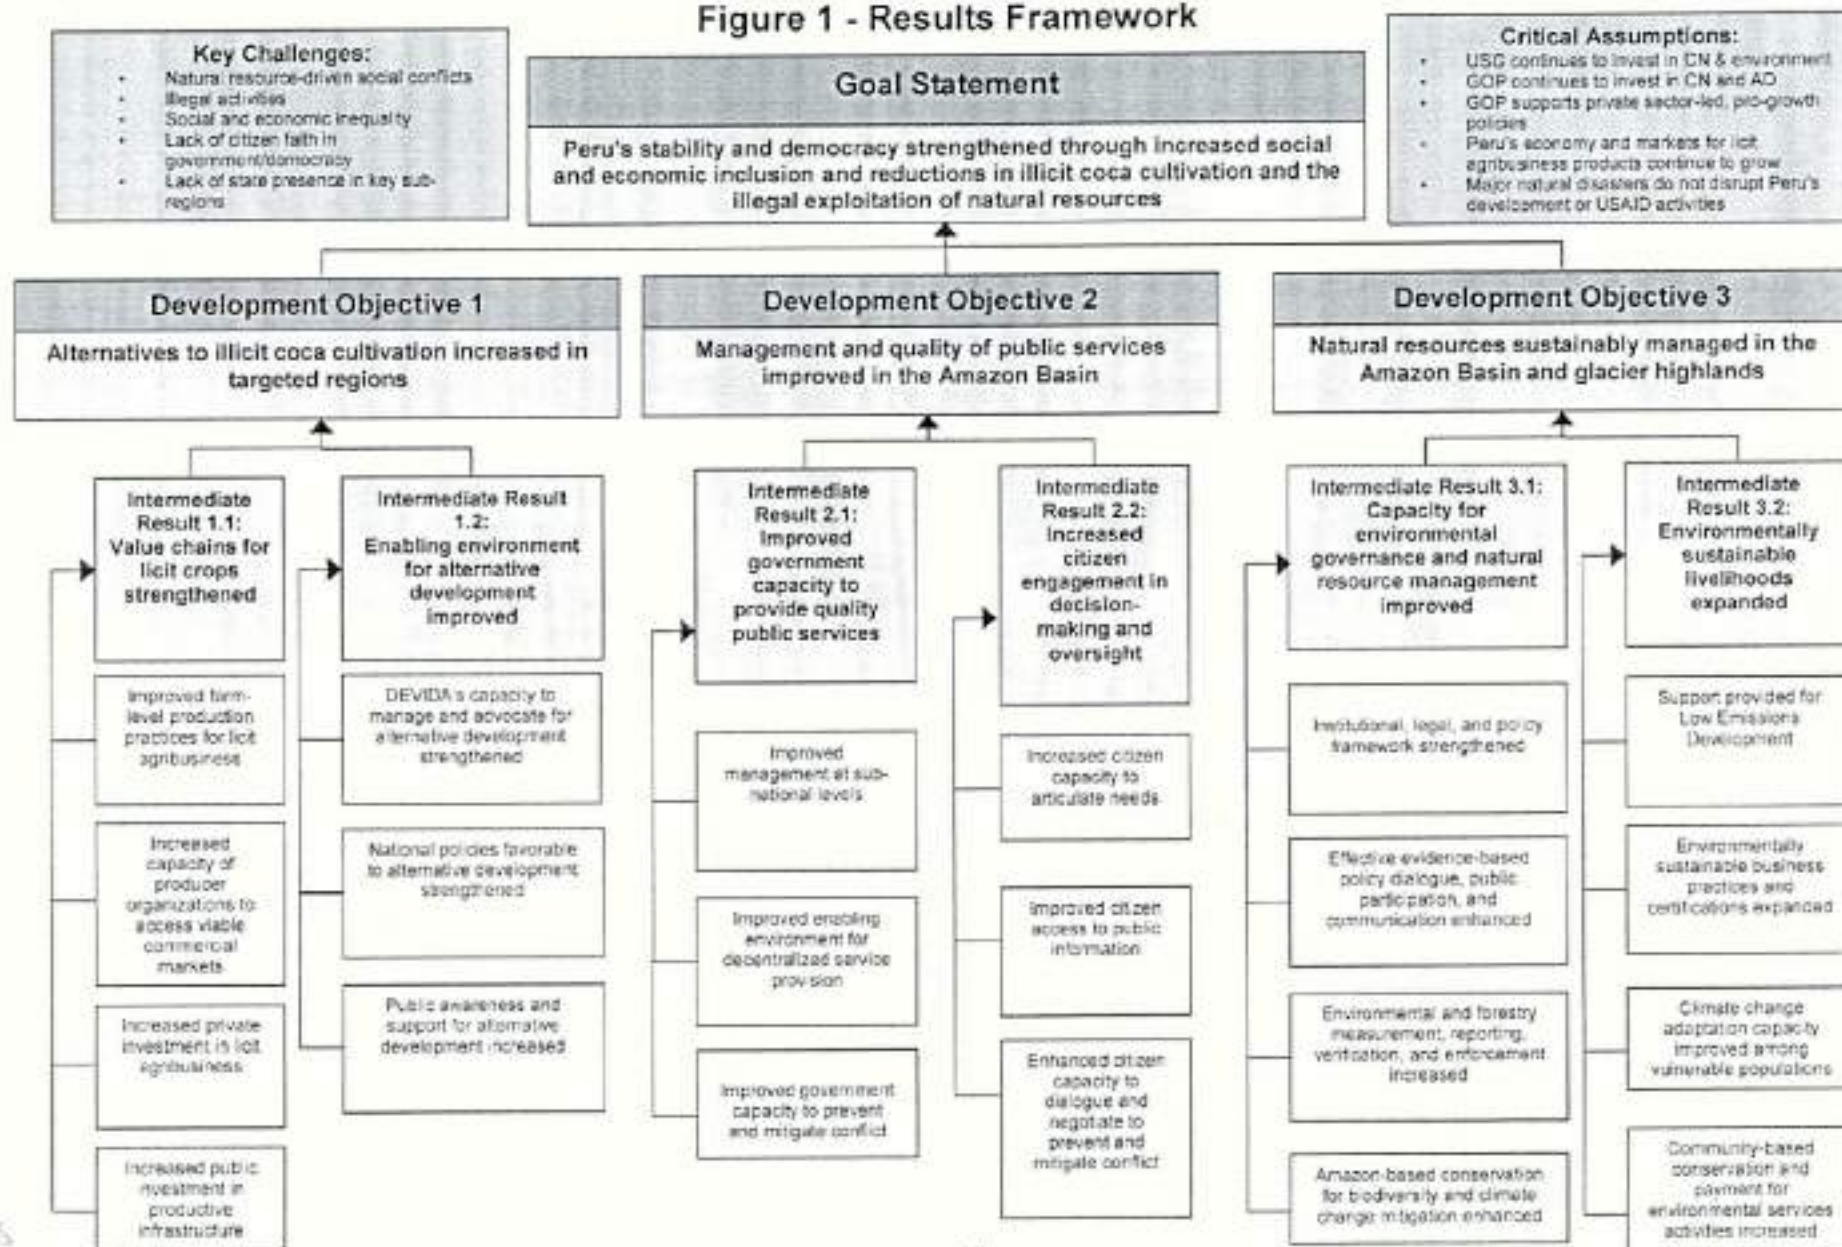 Figure 1 - Results Framework
Key Challenges:
• Natural resource-driven social conflicts
• Illegal activities
• Social and economic inequality
• Lack of citizen faith in
government/democracy
• Lack of state presence in key sub-
regions
Goal Statement
Peru's stability and democracy strengthened through increased social
and economic inclusion and reductions in illicit coca cultivation and the
illegal exploitation of natural resources
Critical Assumptions:
• USG continues to invest in CN & environment
• GOP continues to invest in CN and AD
• GOP supports private sector-led, pro-growth
policies
• Peru's economy and markets for licit
agribusiness products continue to grow
• Major natural disasters do not disrupt Peru's
development or USAID activities
Development Objective 1
Alternatives to illicit coca cultivation increased in
targeted regions
Development Objective 2
Management and quality of public services
improved in the Amazon Basin
Development Objective 3
Natural resources sustainably managed in the
Amazon Basin and glacier highlands
Intermediate
Result 1.1:
Value chains for
licit crops
strengthened
Improved farm-
level production
practices for licit
agribusiness
Increased
capacity of
producer
organizations to
access viable
commercial
markets
Increased private
investment in licit
agribusiness
Increased public
investment in
productive
infrastructure
Intermediate Result
1.2:
Enabling environment
for alternative
development
improved
DEVIDA's capacity to
manage and advocate for
alternative development
strengthened
National policies favorable
to alternative development
strengthened
Public awareness and
support for alternative
development increased
Intermediate
Result 2.1:
Improved
government
capacity to
provide quality
public services
Improved
management at sub-
national levels
Improved enabling
environment for
decentralized service
provision
Improved government
capacity to prevent
and mitigate conflict
Intermediate
Result 2.2:
Increased
citizen
engagement in
decision-
making and
oversight
Increased citizen
capacity to
articulate needs
Improved citizen
access to public
information
Enhanced citizen
capacity to
dialogue and
negotiate to
prevent and
mitigate conflict
Intermediate Result 3.1:
Capacity for
environmental
governance and natural
resource management
improved
Institutional, legal, and policy
framework strengthened
Effective evidence-based
policy dialogue, public
participation, and
communication enhanced
Environmental and forestry
measurement, reporting,
verification, and enforcement
increased
Amazon-based conservation
for biodiversity and climate
change mitigation enhanced
Intermediate
Result 3.2:
Environmentally
sustainable
livelihoods
expanded
Support provided for
Low Emissions
Development
Environmentally
sustainable business
practices and
certifications expanded
Climate change
adaptation capacity
improved among
vulnerable populations
Community-based
conservation and
payment for
environmental services
activities increased